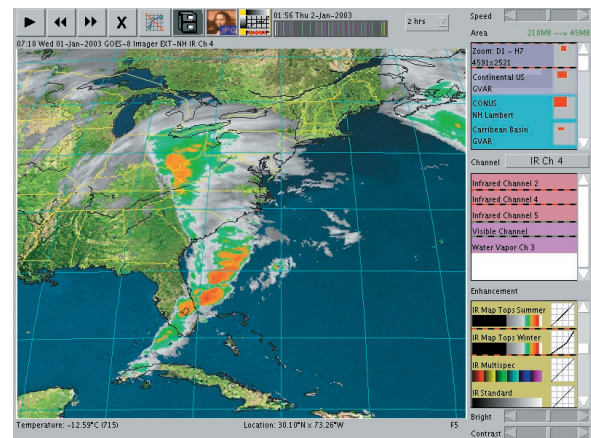 X
JPG
01:56 Thu 2-Jan-2003
2 hrs
Speed
Area 210MB --> 45MB
07:18 Wed 01-Jan-2003 GOES-8 Imager EXT-NH IR Ch 4
Zoom: D1 - H7
4591x2521
Continental US
GVAR
CONUS
NH Lambert
Carribean Basin
GVAR
Channel IR Ch 4
Infrared Channel 2
Infrared Channel 4
Infrared Channel 5
Visible Channel
Water Vapor Ch 3
Enhancement
IR Map Tops Summer
IR Map Tops Winter
IR Multispec
IR Standard
Bright
Contrast
Temperature: -12.59°C (715) Location: 30.10°N x 73.26°W F5